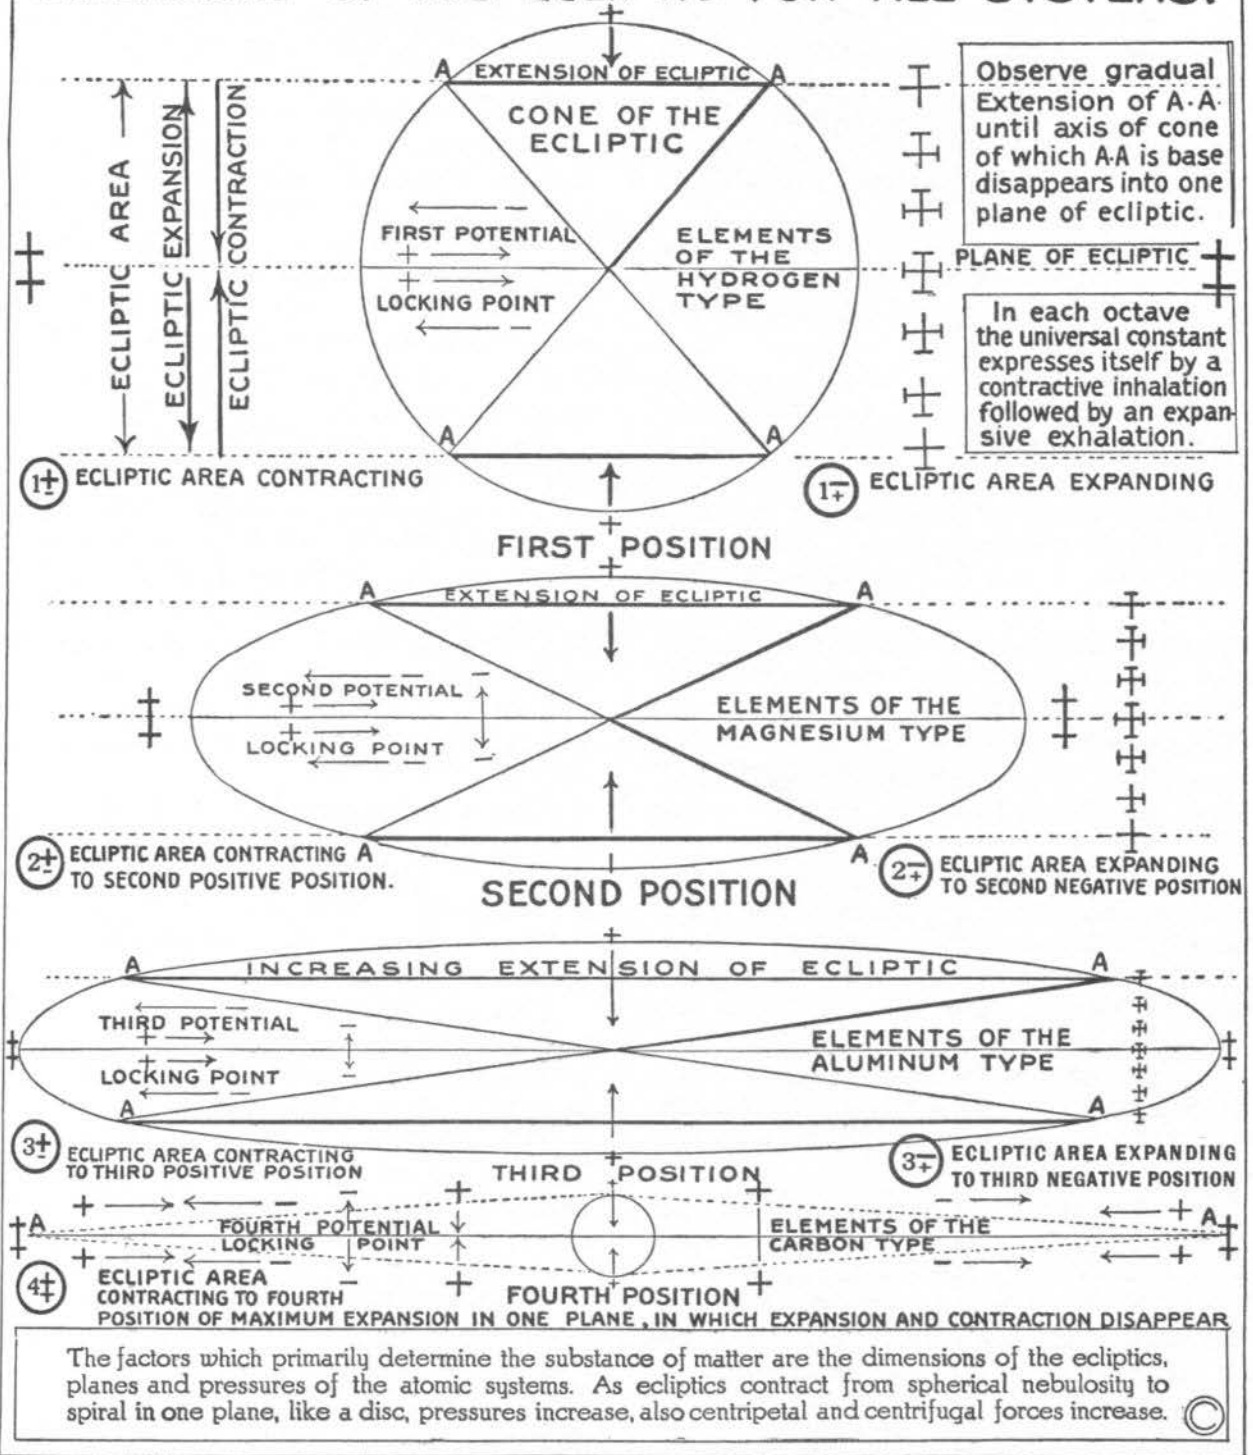 A EXTENSION OF ECLIPTIC A
CONE OF THE
ECLIPTIC
ECLIPTIC AREA
ECLIPTIC EXPANSION
ECLIPTIC CONTRACTION
Observe gradual
Extension of A·A·
until axis of cone
of which A·A is base
disappears into one
plane of ecliptic.
FIRST POTENTIAL
LOCKING POINT
ELEMENTS
OF THE
HYDROGEN
TYPE
PLANE OF ECLIPTIC
In each octave
the universal constant
expresses itself by a
contractive inhalation
followed by an expan-
sive exhalation.
A A
1± ECLIPTIC AREA CONTRACTING
1∓ ECLIPTIC AREA EXPANDING
FIRST POSITION
A EXTENSION OF ECLIPTIC A
SECOND POTENTIAL
LOCKING POINT
ELEMENTS OF THE
MAGNESIUM TYPE
2± ECLIPTIC AREA CONTRACTING A
TO SECOND POSITIVE POSITION.
A 2∓ ECLIPTIC AREA EXPANDING
TO SECOND NEGATIVE POSITION
SECOND POSITION
A INCREASING EXTENSION OF ECLIPTIC A
THIRD POTENTIAL
LOCKING POINT
ELEMENTS OF THE
ALUMINUM TYPE
A A
3± ECLIPTIC AREA CONTRACTING
TO THIRD POSITIVE POSITION
3∓ ECLIPTIC AREA EXPANDING
TO THIRD NEGATIVE POSITION
THIRD POSITION
A FOURTH POTENTIAL
LOCKING POINT
ELEMENTS OF THE A
CARBON TYPE
4‡ ECLIPTIC AREA
CONTRACTING TO FOURTH
FOURTH POSITION
POSITION OF MAXIMUM EXPANSION IN ONE PLANE, IN WHICH EXPANSION AND CONTRACTION DISAPPEAR
The factors which primarily determine the substance of matter are the dimensions of the ecliptics,
planes and pressures of the atomic systems. As ecliptics contract from spherical nebulosity to
spiral in one plane, like a disc, pressures increase, also centripetal and centrifugal forces increase. ©